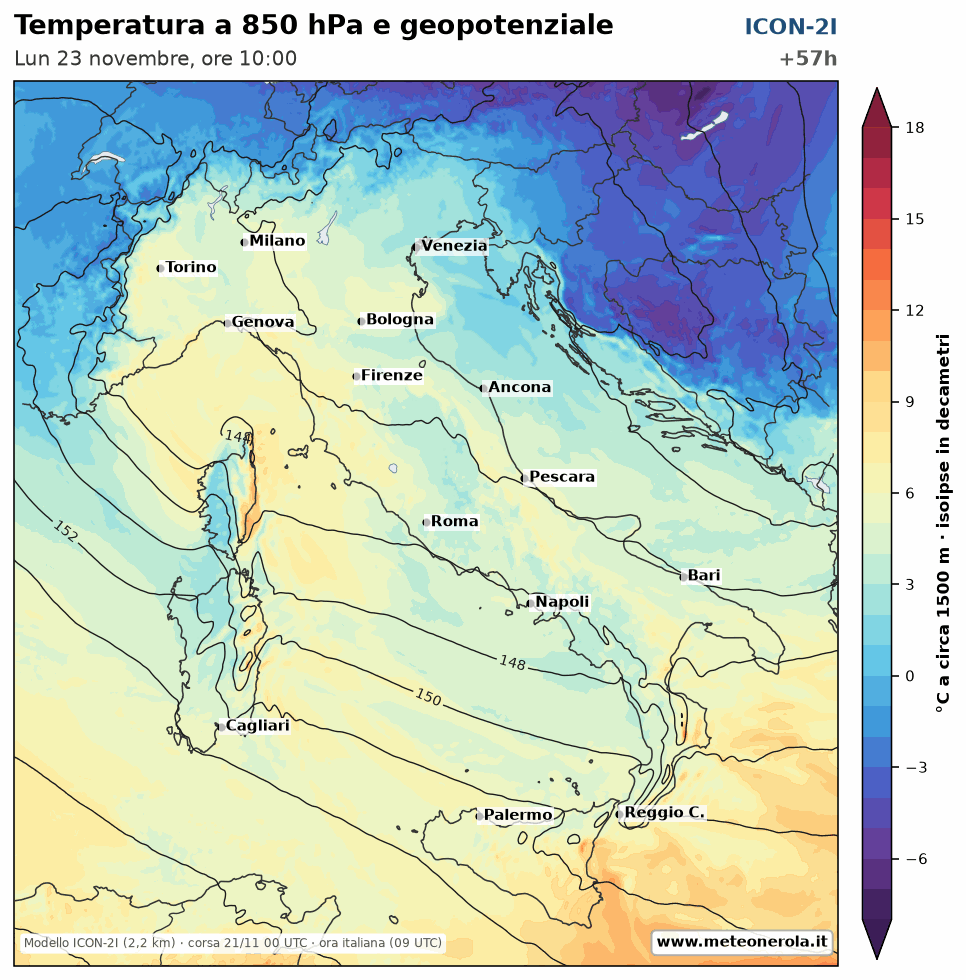 Temperatura a 850 hPa e geopotenziale
ICON-2I
Lun 23 novembre, ore 10:00
+57h
Milano
Venezia
Torino
Genova
Bologna
Firenze
Ancona
Pescara
Roma
152
Bari
Napoli
148
150
Cagliari
Palermo
Reggio C.
18
15
12
9
6
3
0
−3
−6
°C a circa 1500 m · isoipse in decametri
Modello ICON-2I (2,2 km) · corsa 21/11 00 UTC · ora italiana (09 UTC)
www.meteonerola.it